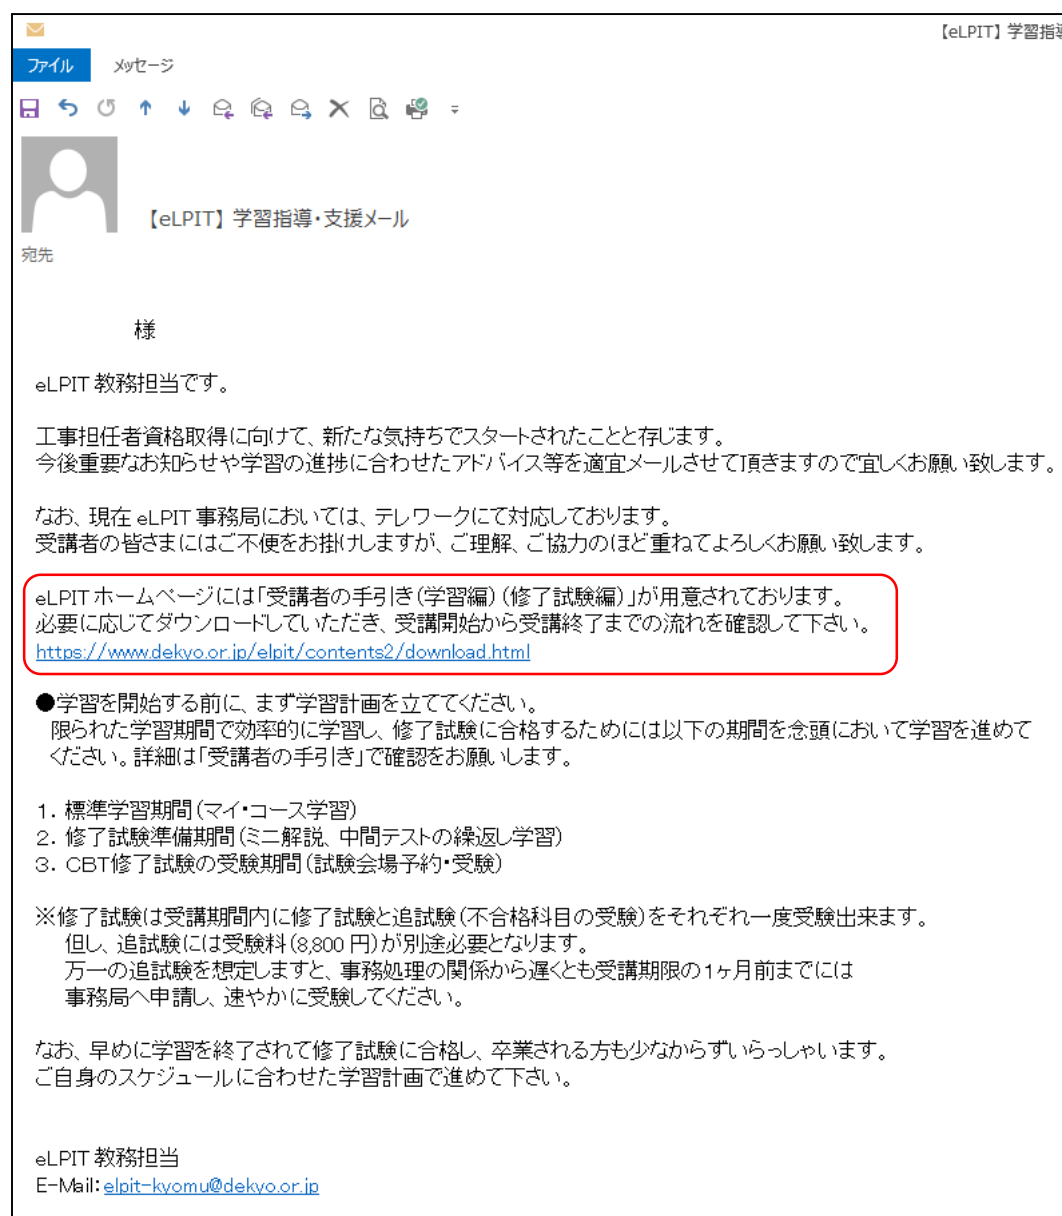 【eLPIT】 学習指導
ファイル メッセージ
【eLPIT】 学習指導・支援メール
宛先
様
eLPIT 教務担当です。
工事担任者資格取得に向けて、新たな気持ちでスタートされたことと存じます。
今後重要なお知らせや学習の進捗に合わせたアドバイス等を適宜メールさせて頂きますので宜しくお願い致します。
なお、現在 eLPIT 事務局においては、テレワークにて対応しております。
受講者の皆さまにはご不便をお掛けしますが、ご理解、ご協力のほど重ねてよろしくお願い致します。
eLPIT ホームページには「受講者の手引き(学習編)(修了試験編)」が用意されております。
必要に応じてダウンロードしていただき、受講開始から受講終了までの流れを確認して下さい。
https://www.dekyo.or.jp/elpit/contents2/download.html
●学習を開始する前に、まず学習計画を立ててください。
限られた学習期間で効率的に学習し、修了試験に合格するためには以下の期間を念頭において学習を進めて
ください。詳細は「受講者の手引き」で確認をお願いします。
1. 標準学習期間(マイ・コース学習)
2. 修了試験準備期間(ミニ解説、中間テストの繰返し学習)
3. CBT修了試験の受験期間(試験会場予約・受験)
※修了試験は受講期間内に修了試験と追試験(不合格科目の受験)をそれぞれ一度受験出来ます。
但し、追試験には受験料(8,800 円)が別途必要となります。
万一の追試験を想定しますと、事務処理の関係から遅くとも受講期限の1ヶ月前までには
事務局へ申請し、速やかに受験してください。
なお、早めに学習を終了されて修了試験に合格し、卒業される方も少なからずいらっしゃいます。
ご自身のスケジュールに合わせた学習計画で進めて下さい。
eLPIT 教務担当
E-Mail: elpit-kyomu@dekyo.or.jp